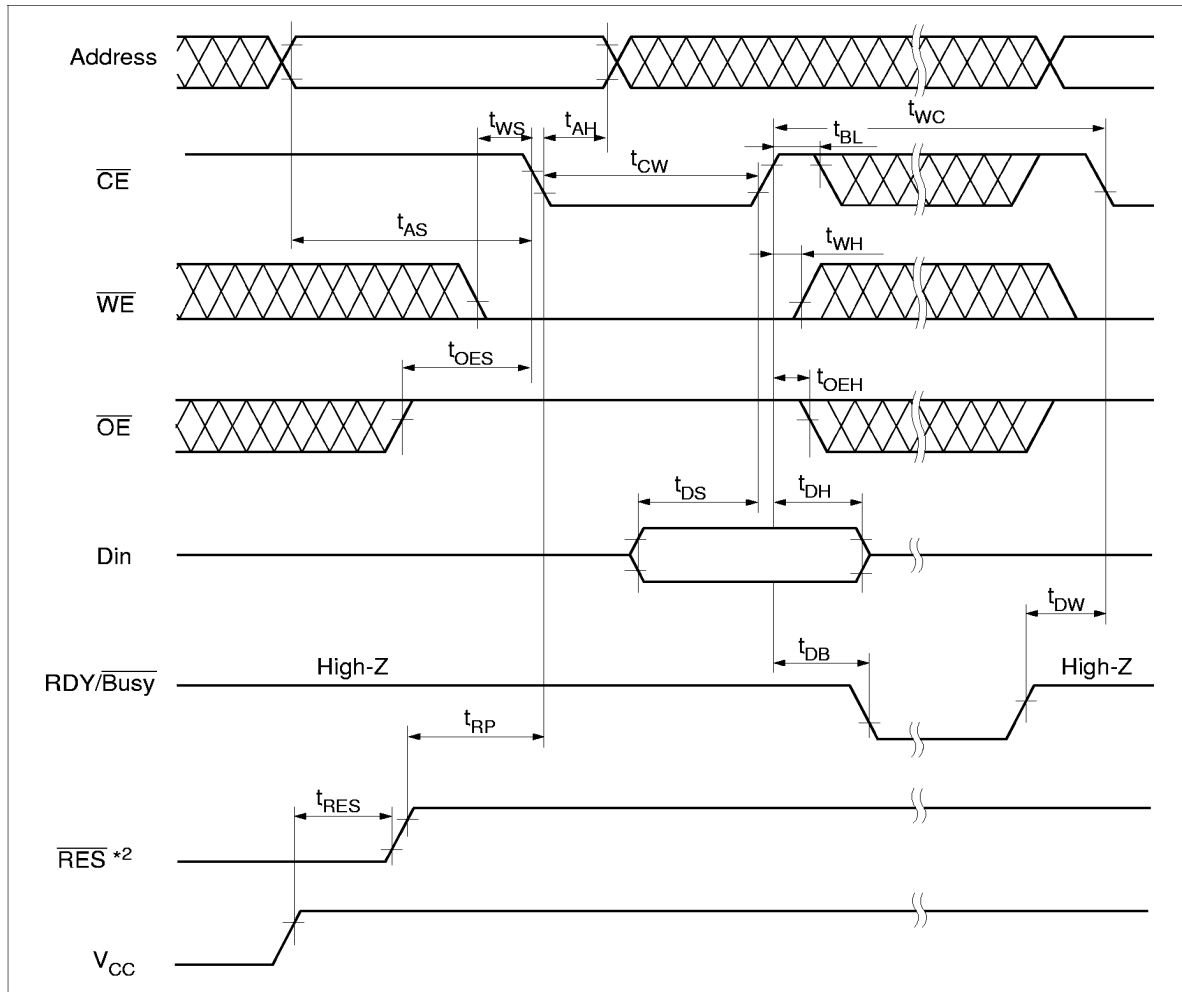 Address
tWS
tAH
tWC
tBL
CE
tCW
tAS
tWH
WE
tOES
tOEH
OE
tDS
tDH
Din
tDW
tDB
RDY/Busy
High-Z
High-Z
tRP
tRES
RES *2
VCC